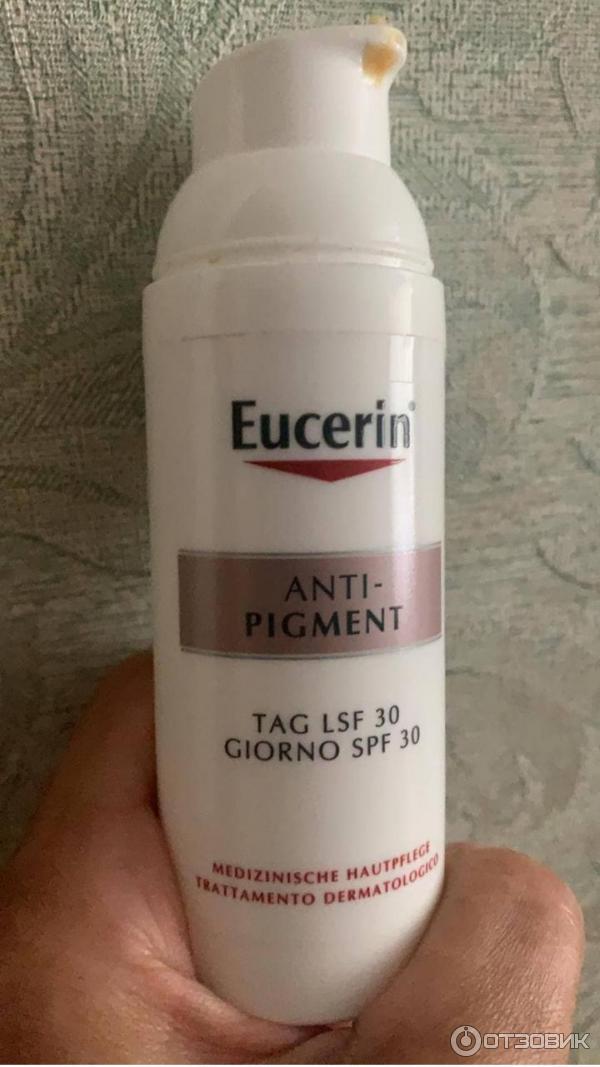 Eucerin®
ANTI-
PIGMENT
TAG LSF 30
GIORNO SPF 30
MEDIZINISCHE HAUTPFLEGE
TRATTAMENTO DERMATOLOGICO
ОТЗОВИК